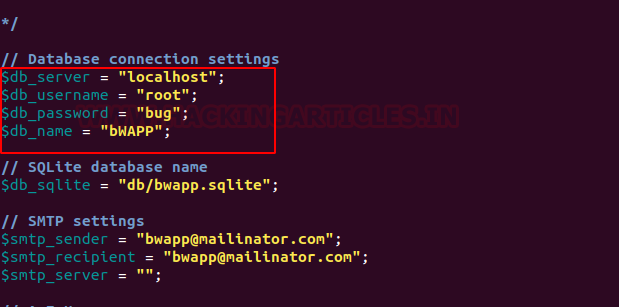 */
// Database connection settings
$db_server = "localhost";
$db_username = "root";
$db_password = "bug";
$db_name = "bWAPP";
HACKINGARTICLES.IN
// SQLite database name
$db_sqlite = "db/bwapp.sqlite";
// SMTP settings
$smtp_sender = "bwapp@mailinator.com";
$smtp_recipient = "bwapp@mailinator.com";
$smtp_server = "";